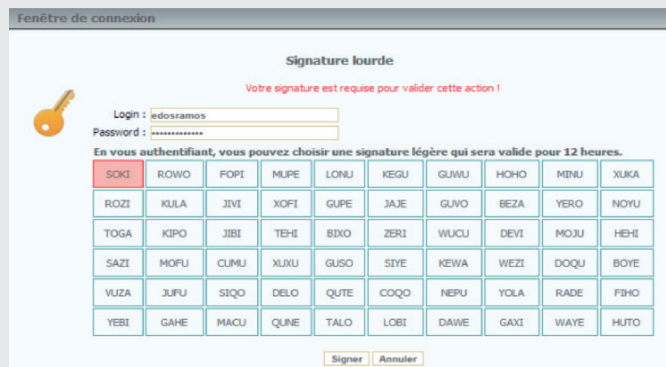 Fenêtre de connexion
Signature lourde
Votre signature est requise pour valider cette action !
Login : edosramos
Password : •••••••••••••
En vous authentifiant, vous pouvez choisir une signature légère qui sera valide pour 12 heures.
SOKI ROWO FOPI MUPE LONU KEGU GUWU HOHO MINU XUKA
ROZI KULA JIVI XOFI GUPE JAJE GUVO BEZA YERO NOYU
TOGA KIPO JIBI TEHI BIXO ZERI WUCU DEVI MOJU HEHI
SAZI MOFU CUMU XUXU GUSO SIYE KEWA WEZI DOQU BOYE
VUZA JUFU SIQO DELO QUTE COQO NEPU YOLA RADE FIHO
YEBI GAHE MACU QUNE TALO LOBI DAWE GAXI WAYE HUTO
Signer Annuler